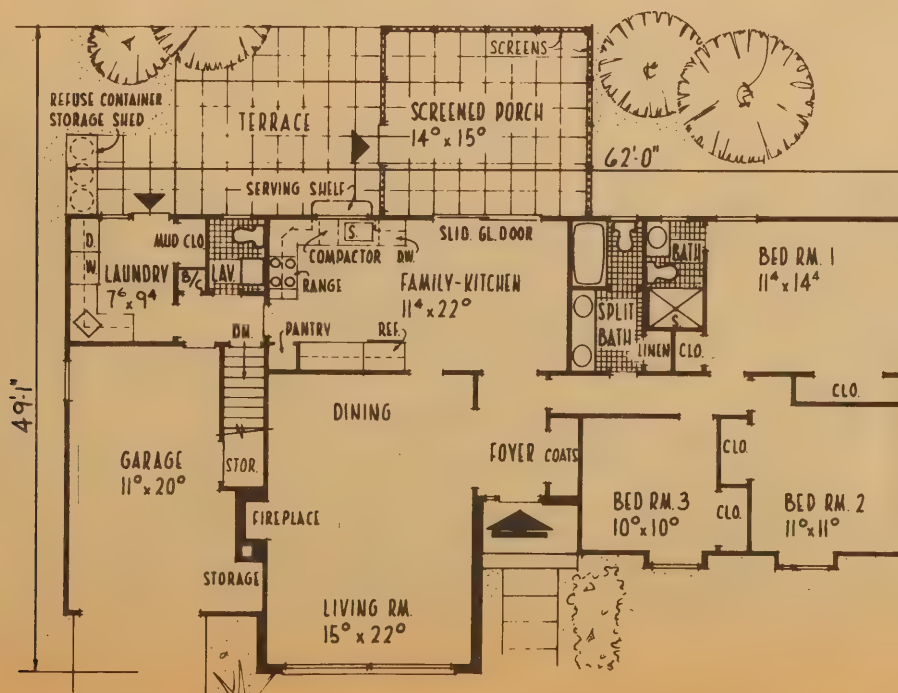 SCREENS
REFUSE CONTAINER
STORAGE SHED
TERRACE
SCREENED PORCH
14⁰ x 15⁰
62'0"
SERVING SHELF
D.
W.
MUD CLO.
LAUNDRY
7⁶ x 9⁴
B/C
LAV.
L
S.
COMPACTOR
DW.
RANGE
SLID. GL. DOOR
FAMILY-KITCHEN
11⁴ x 22⁰
BATH
SPLIT
BATH
S.
LINEN
CLO.
BED RM. 1
11⁴ x 14⁴
DN.
PANTRY
REF.
CLO.
49'-1"
DINING
GARAGE
11⁰ x 20⁰
STOR.
FOYER
COATS
CLO.
FIREPLACE
BED RM. 3
10⁰ x 10⁰
CLO.
BED RM. 2
11⁰ x 11⁰
STORAGE
LIVING RM.
15⁰ x 22⁰